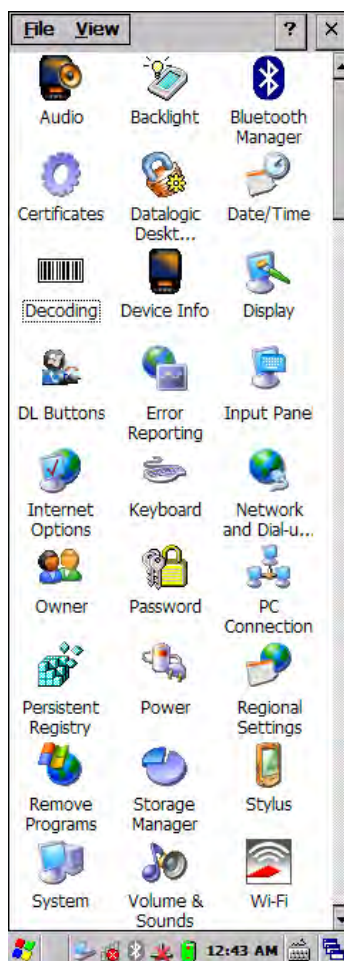 File View ? ×
Audio Backlight Bluetooth
Manager
Certificates Datalogic Date/Time
Deskt...
Decoding Device Info Display
DL Buttons Error Input Panel
Reporting
Internet Keyboard Network
Options and Dial-u...
Owner Password PC
Connection
Persistent Power Regional
Registry Settings
Remove Storage Stylus
Programs Manager
System Volume & Wi-Fi
Sounds
12:43 AM